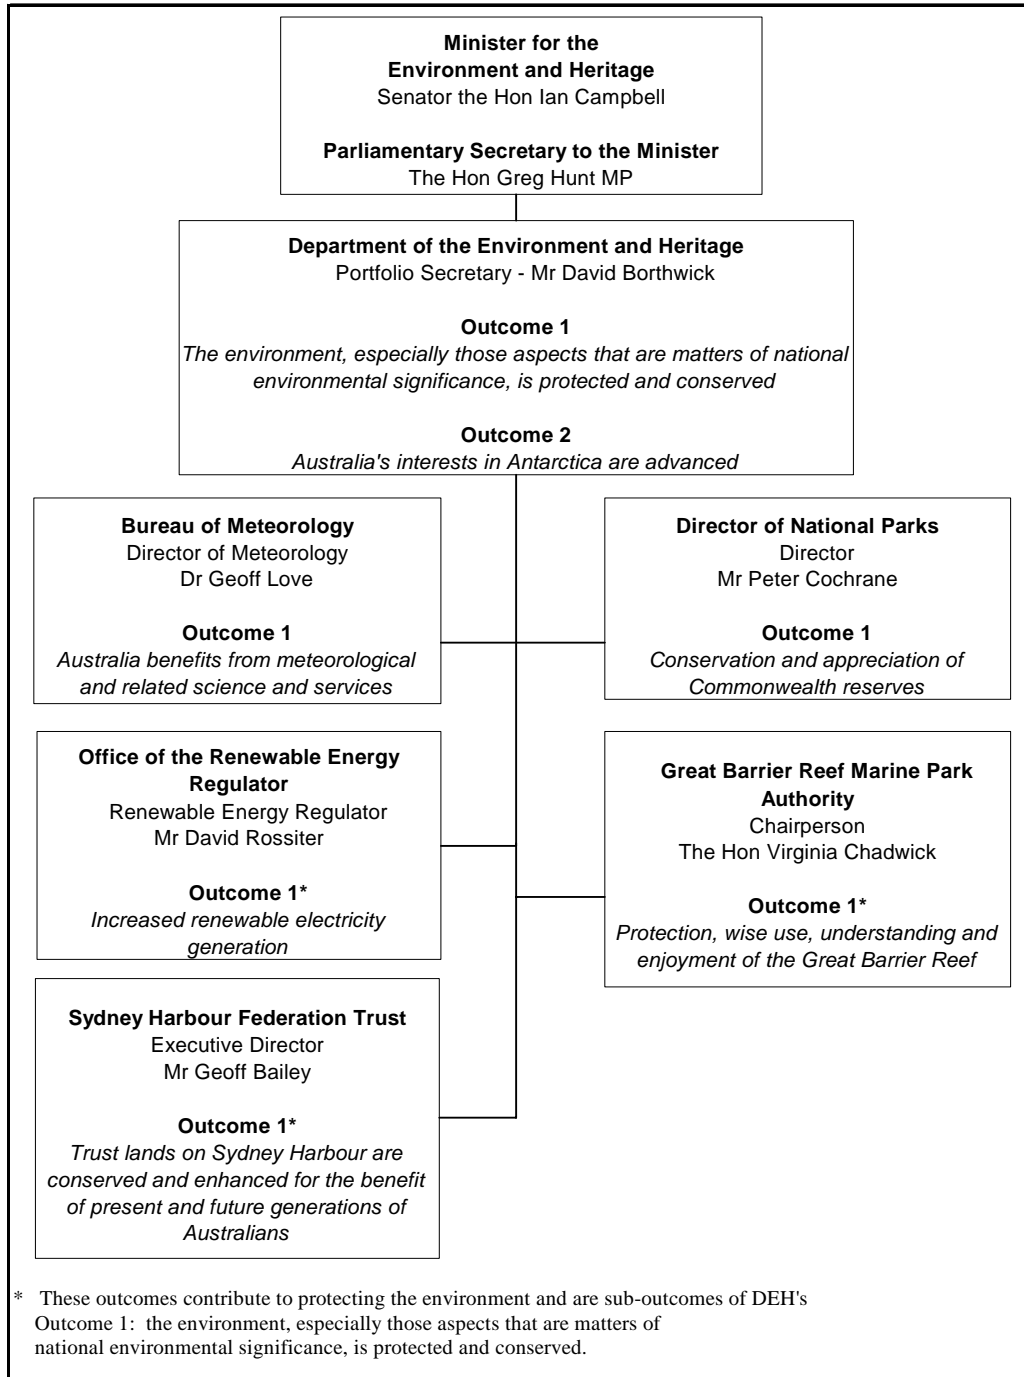 Minister for the
Environment and Heritage
Senator the Hon Ian Campbell
Parliamentary Secretary to the Minister
The Hon Greg Hunt MP
Department of the Environment and Heritage
Portfolio Secretary - Mr David Borthwick
Outcome 1
The environment, especially those aspects that are matters of national
environmental significance, is protected and conserved
Outcome 2
Australia's interests in Antarctica are advanced
Bureau of Meteorology
Director of Meteorology
Dr Geoff Love
Outcome 1
Australia benefits from meteorological
and related science and services
Director of National Parks
Director
Mr Peter Cochrane
Outcome 1
Conservation and appreciation of
Commonwealth reserves
Office of the Renewable Energy
Regulator
Renewable Energy Regulator
Mr David Rossiter
Outcome 1*
Increased renewable electricity
generation
Great Barrier Reef Marine Park
Authority
Chairperson
The Hon Virginia Chadwick
Outcome 1*
Protection, wise use, understanding and
enjoyment of the Great Barrier Reef
Sydney Harbour Federation Trust
Executive Director
Mr Geoff Bailey
Outcome 1*
Trust lands on Sydney Harbour are
conserved and enhanced for the benefit
of present and future generations of
Australians
* These outcomes contribute to protecting the environment and are sub-outcomes of DEH's
Outcome 1: the environment, especially those aspects that are matters of
national environmental significance, is protected and conserved.